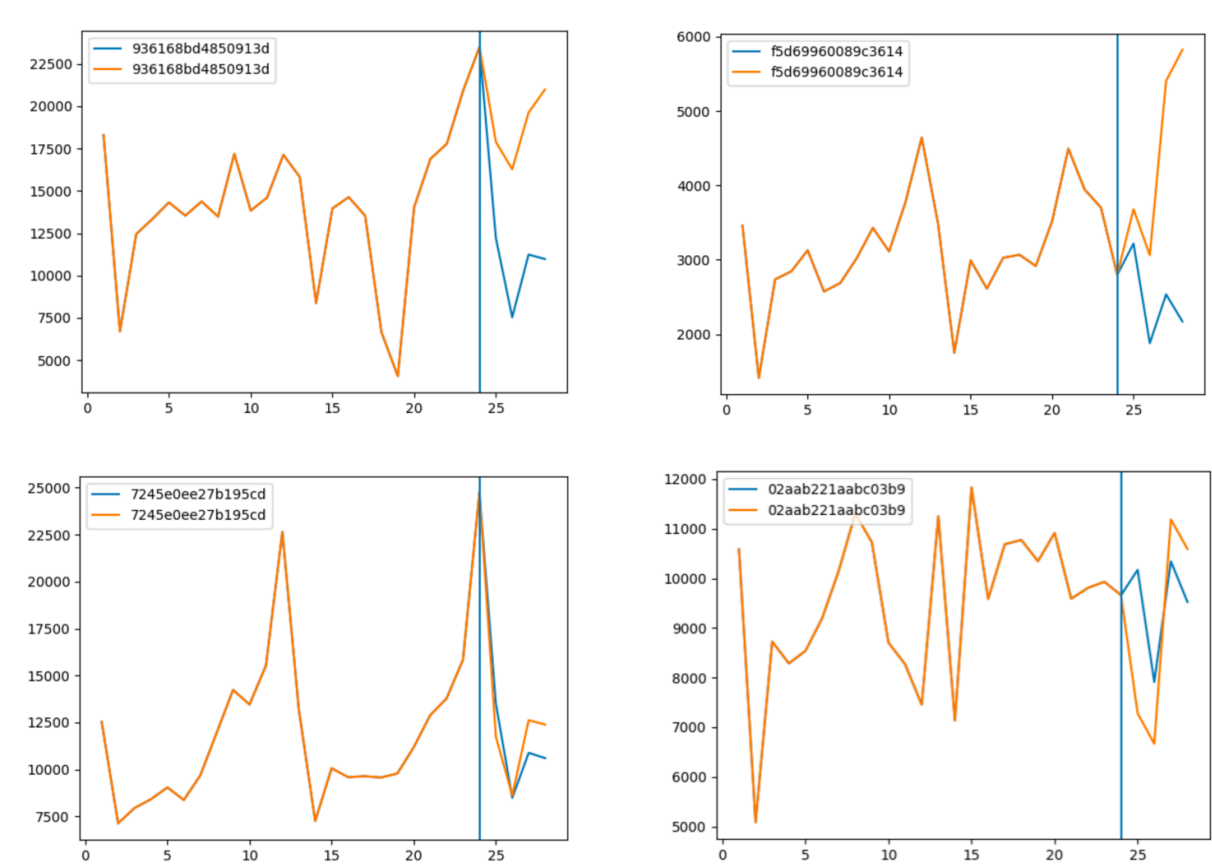 936168bd4850913d
936168bd4850913d
22500
20000
17500
15000
12500
10000
7500
5000
0 5 10 15 20 25
f5d69960089c3614
f5d69960089c3614
6000
5000
4000
3000
2000
0 5 10 15 20 25
7245e0ee27b195cd
7245e0ee27b195cd
25000
22500
20000
17500
15000
12500
10000
7500
0 5 10 15 20 25
02aab221aabc03b9
02aab221aabc03b9
12000
11000
10000
9000
8000
7000
6000
5000
0 5 10 15 20 25